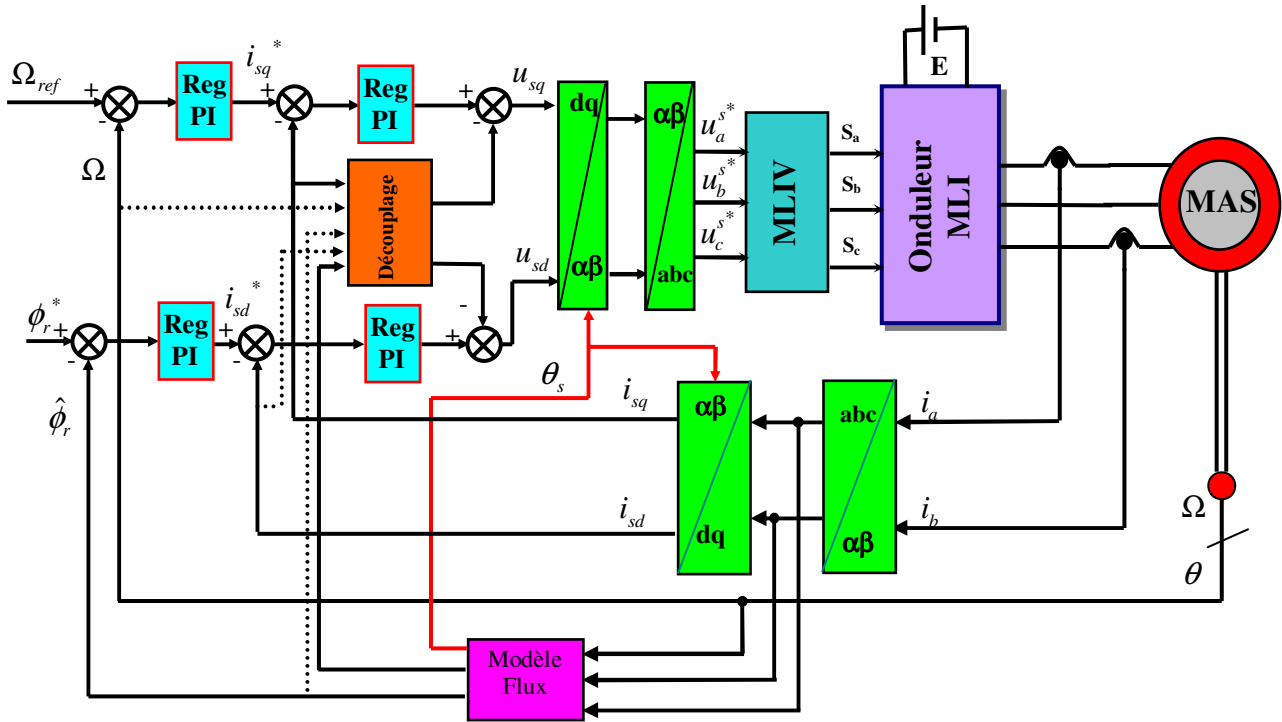 E
Ω_ref
+
-
Reg
PI
i_sq^*
+
-
Reg
PI
+
-
u_sq
dq
αβ
αβ
abc
u_a^{s*}
u_b^{s*}
u_c^{s*}
MLIV
S_a
S_b
S_c
Onduleur
MLI
MAS
Ω
Découplage
u_sd
ϕ_r^*
+
-
Reg
PI
i_sd^*
+
-
Reg
PI
+
-
θ_s
ϕ̂_r
i_sq
αβ
dq
i_sd
abc
αβ
i_a
i_b
Ω
θ
Modèle
Flux